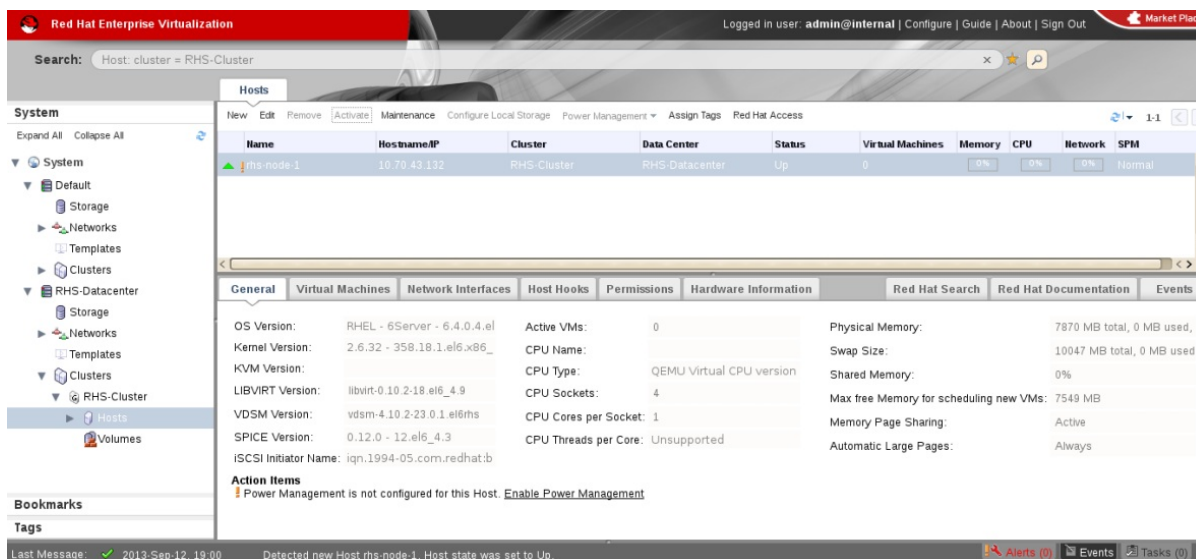 Red Hat Enterprise Virtualization
Logged in user: admin@internal | Configure | Guide | About | Sign Out
Market Plac
Search: Host: cluster = RHS-Cluster
Hosts
System
Expand All Collapse All
System
Default
Storage
Networks
Templates
Clusters
RHS-Datacenter
Storage
Networks
Templates
Clusters
RHS-Cluster
Hosts
Volumes
Bookmarks
Tags
New Edit Remove Activate Maintenance Configure Local Storage Power Management Assign Tags Red Hat Access 1-1
Name Hostname/IP Cluster Data Center Status Virtual Machines Memory CPU Network SPM
rhs-node-1 10.70.43.132 RHS-Cluster RHS-Datacenter Up 0 0% 0% 0% Normal
General Virtual Machines Network Interfaces Host Hooks Permissions Hardware Information Red Hat Search Red Hat Documentation Events
OS Version: RHEL - 6Server - 6.4.0.4.el
Kernel Version: 2.6.32 - 358.18.1.el6.x86_
KVM Version:
LIBVIRT Version: libvirt-0.10.2-18.el6_4.9
VDSM Version: vdsm-4.10.2-23.0.1.el6rhs
SPICE Version: 0.12.0 - 12.el6_4.3
iSCSI Initiator Name: iqn.1994-05.com.redhat:b
Active VMs: 0
CPU Name:
CPU Type: QEMU Virtual CPU version
CPU Sockets: 4
CPU Cores per Socket: 1
CPU Threads per Core: Unsupported
Physical Memory: 7870 MB total, 0 MB used,
Swap Size: 10047 MB total, 0 MB used
Shared Memory: 0%
Max free Memory for scheduling new VMs: 7549 MB
Memory Page Sharing: Active
Automatic Large Pages: Always
Action Items
Power Management is not configured for this Host. Enable Power Management
Last Message: 2013-Sep-12, 19:00 Detected new Host rhs-node-1. Host state was set to Up. Alerts (0) Events Tasks (0)